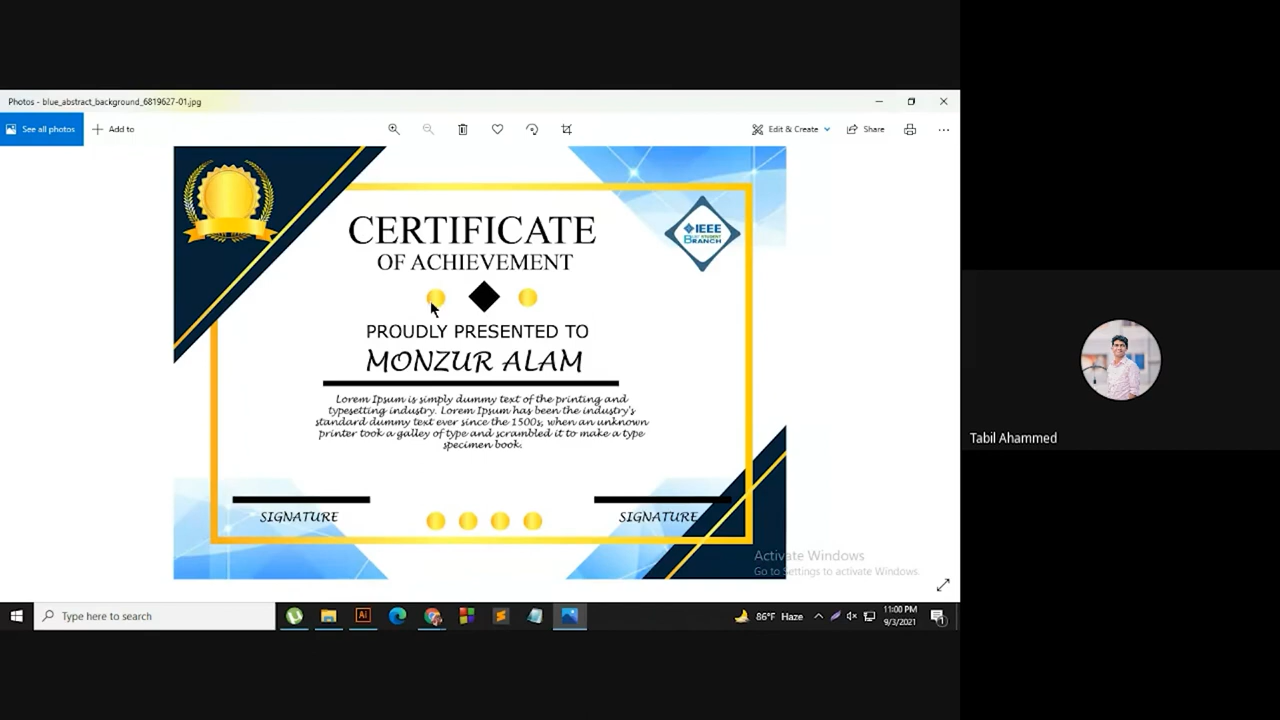 Photos - blue_abstract_background_6819627-01.jpg
See all photos
Add to
Edit & Create
Share
IEEE
STUDENT
BRANCH
CERTIFICATE
OF ACHIEVEMENT
PROUDLY PRESENTED TO
MONZUR ALAM
Lorem Ipsum is simply dummy text of the printing and
typesetting industry. Lorem Ipsum has been the industry's
standard dummy text ever since the 1500s, when an unknown
printer took a galley of type and scrambled it to make a type
specimen book.
SIGNATURE
SIGNATURE
Tabil Ahammed
Activate Windows
Go to Settings to activate Windows.
Type here to search
Ai
86°F Haze
11:00 PM
9/3/2021
1